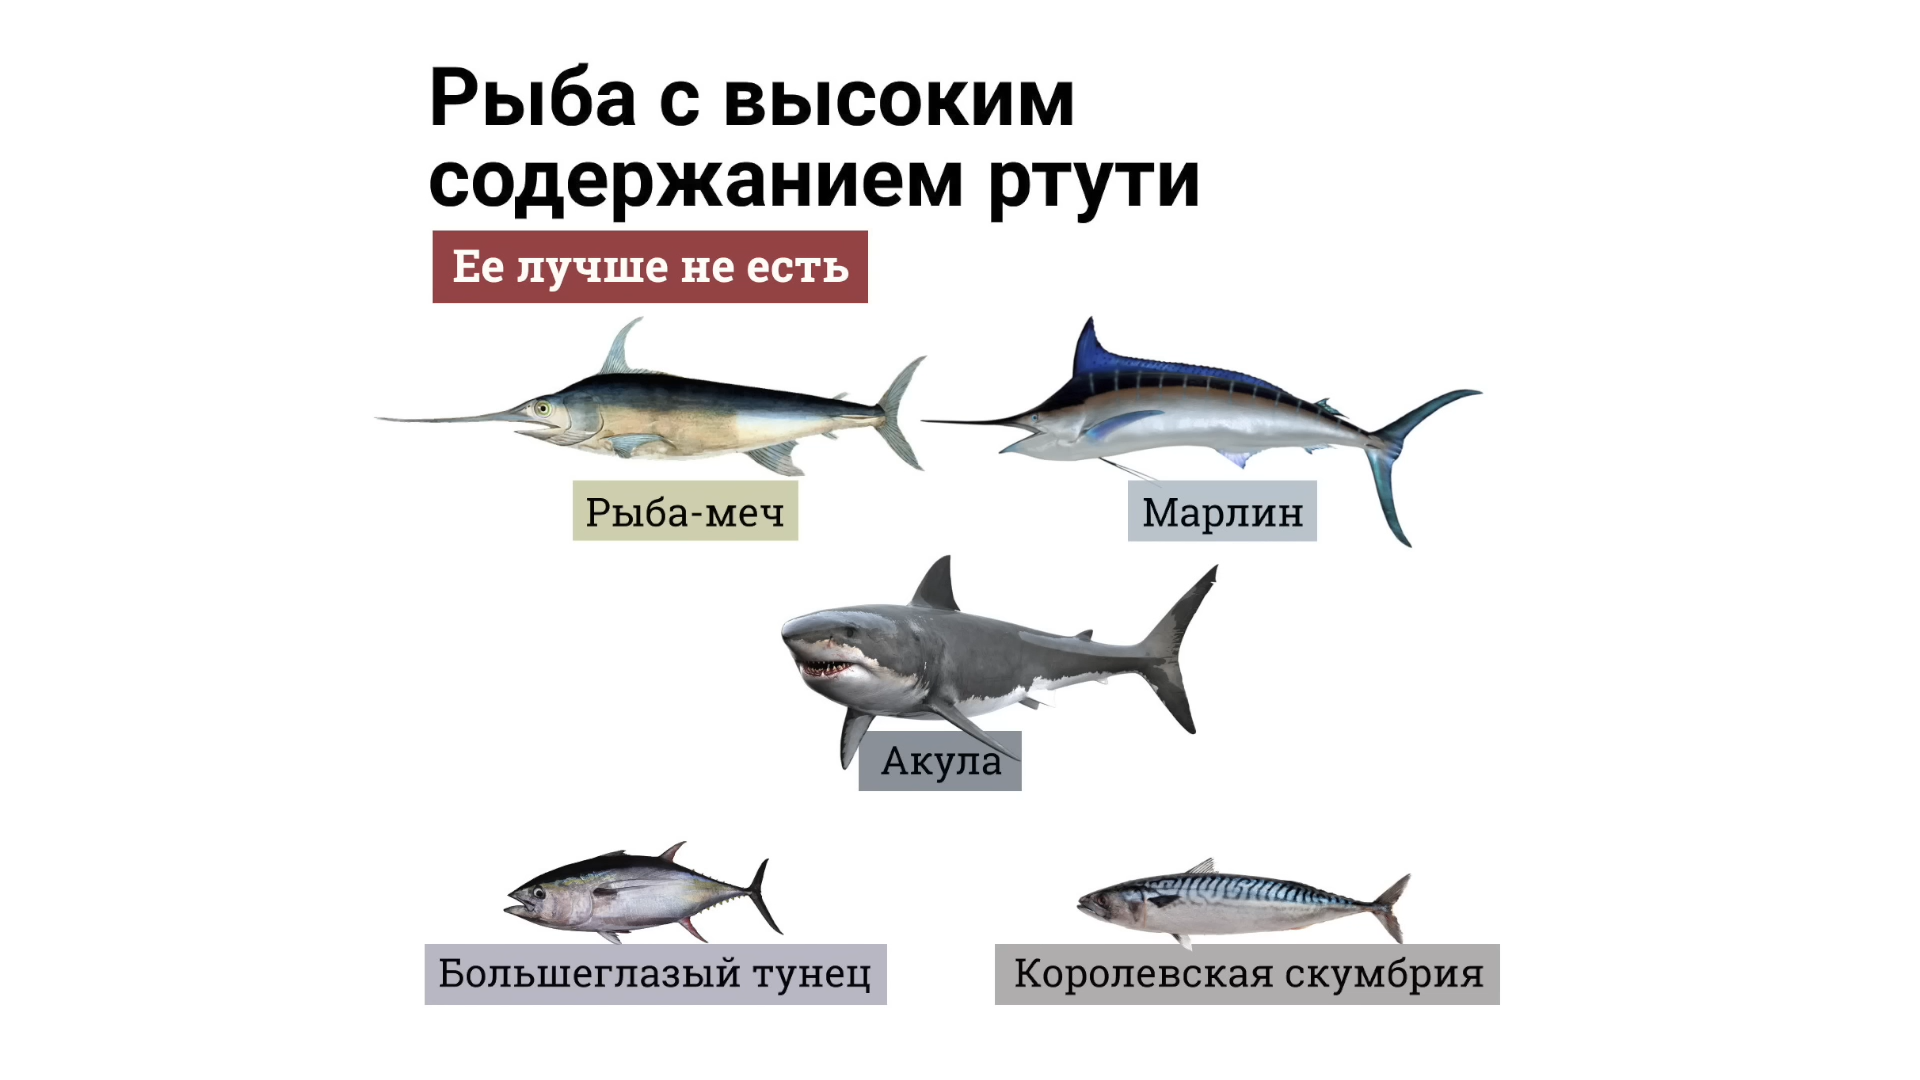 Рыба с высоким
содержанием ртути
Ее лучше не есть
Рыба-меч
Марлин
Акула
Большеглазый тунец
Королевская скумбрия